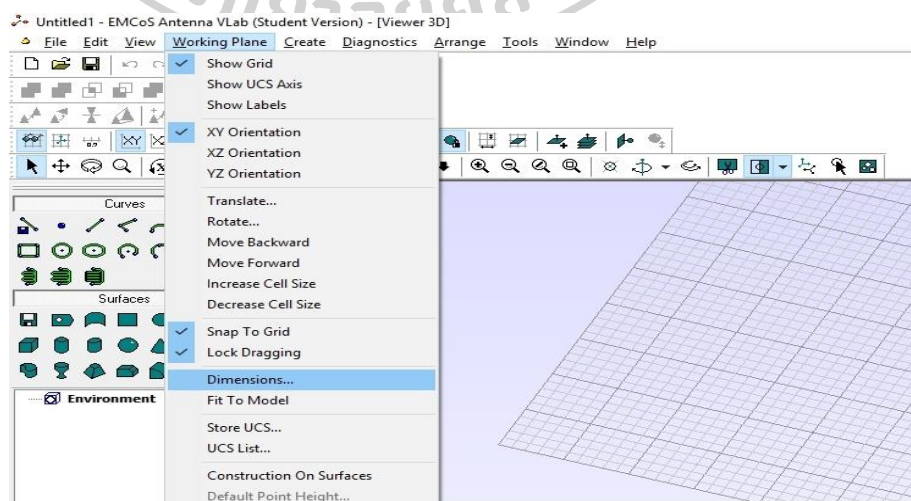 Untitled1 - EMCoS Antenna VLab (Student Version) - [Viewer 3D]
File Edit View Working Plane Create Diagnostics Arrange Tools Window Help
Show Grid
Show UCS Axis
Show Labels
XY Orientation
XZ Orientation
YZ Orientation
Translate...
Rotate...
Move Backward
Move Forward
Increase Cell Size
Decrease Cell Size
Snap To Grid
Lock Dragging
Dimensions...
Fit To Model
Store UCS...
UCS List...
Construction On Surfaces
Default Point Height...
XY
Curves
Surfaces
Environment